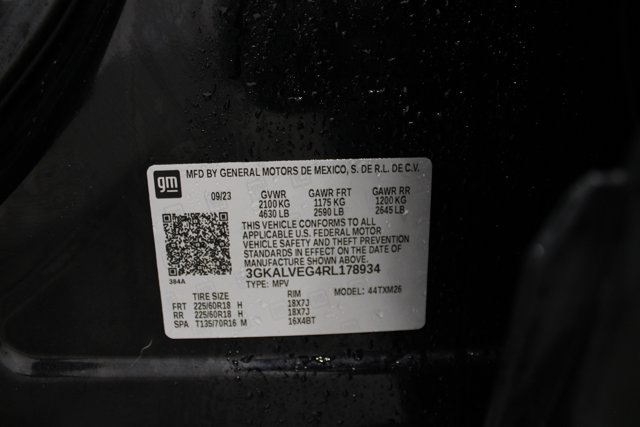 gm
MFD BY GENERAL MOTORS DE MEXICO, S. DE R.L. DE C.V.
09/23 GVWR GAWR FRT GAWR RR
2100 KG 1175 KG 1200 KG
4630 LB 2590 LB 2645 LB
THIS VEHICLE CONFORMS TO ALL
APPLICABLE U.S. FEDERAL MOTOR
VEHICLE SAFETY AND THEFT PREVENTION
STANDARDS IN EFFECT ON THE DATE OF
MANUFACTURE SHOWN ABOVE.
3GKALVEG4RL178934
384A TYPE: MPV MODEL: 44TXM26
TIRE SIZE RIM
FRT 225/60R18 H 18X7J
RR 225/60R18 H 18X7J
SPA T135/70R16 M 16X4BT